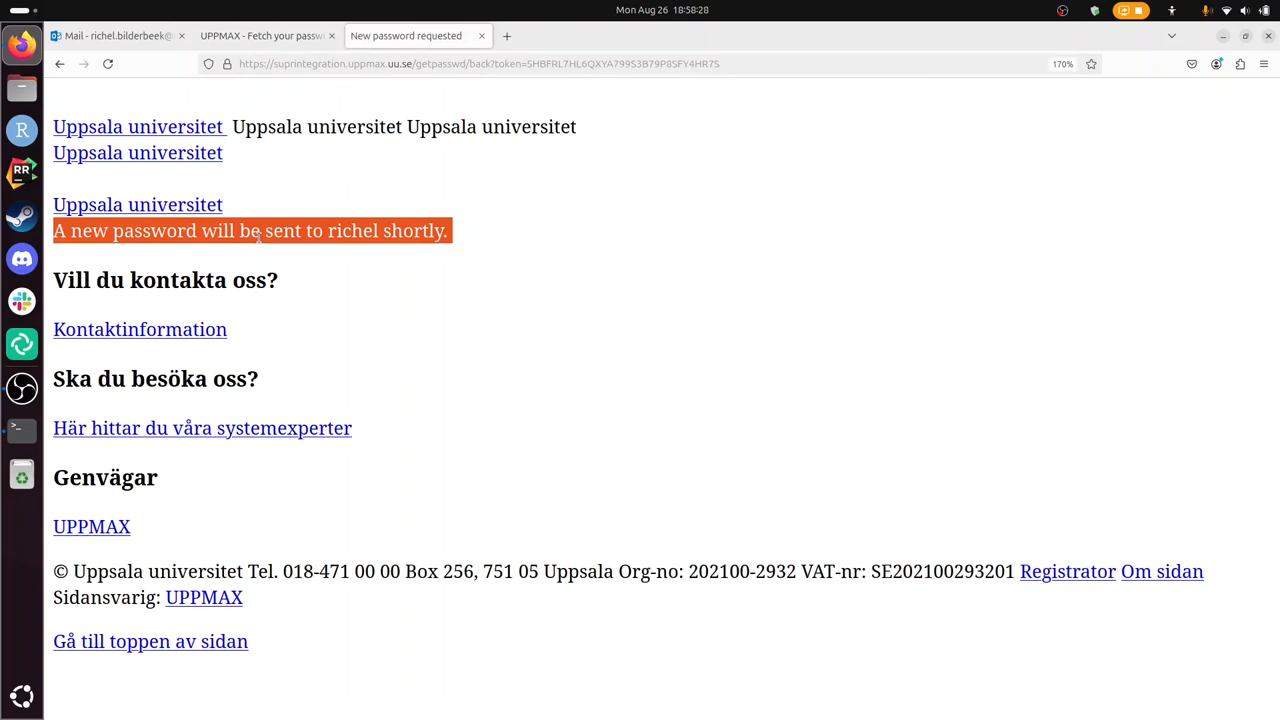 Mon Aug 26 18:58:28
Mail - richel.bilderbeek@
UPPMAX - Fetch your passw
New password requested
https://suprintegration.uppmax.uu.se/getpasswd/back?token=SHBFRL7HL6QXYA799S3B79P8SFY4HR7S
170%
Uppsala universitet Uppsala universitet Uppsala universitet
Uppsala universitet
Uppsala universitet
A new password will be sent to richel shortly.
Vill du kontakta oss?
Kontaktinformation
Ska du besöka oss?
Här hittar du våra systemexperter
Genvägar
UPPMAX
© Uppsala universitet Tel. 018-471 00 00 Box 256, 751 05 Uppsala Org-no: 202100-2932 VAT-nr: SE202100293201 Registrator Om sidan
Sidansvarig: UPPMAX
Gå till toppen av sidan
R
RR